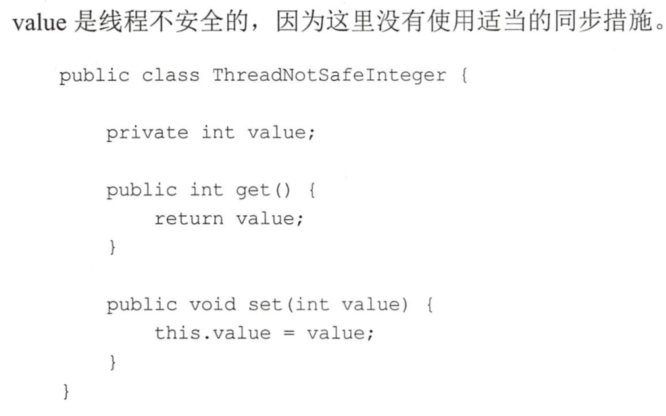 value 是线程不安全的，因为这里没有使用适当的同步措施。
public class ThreadNotSafeInteger {
private int value;
public int get() {
return value;
}
public void set(int value) {
this.value = value;
}
}